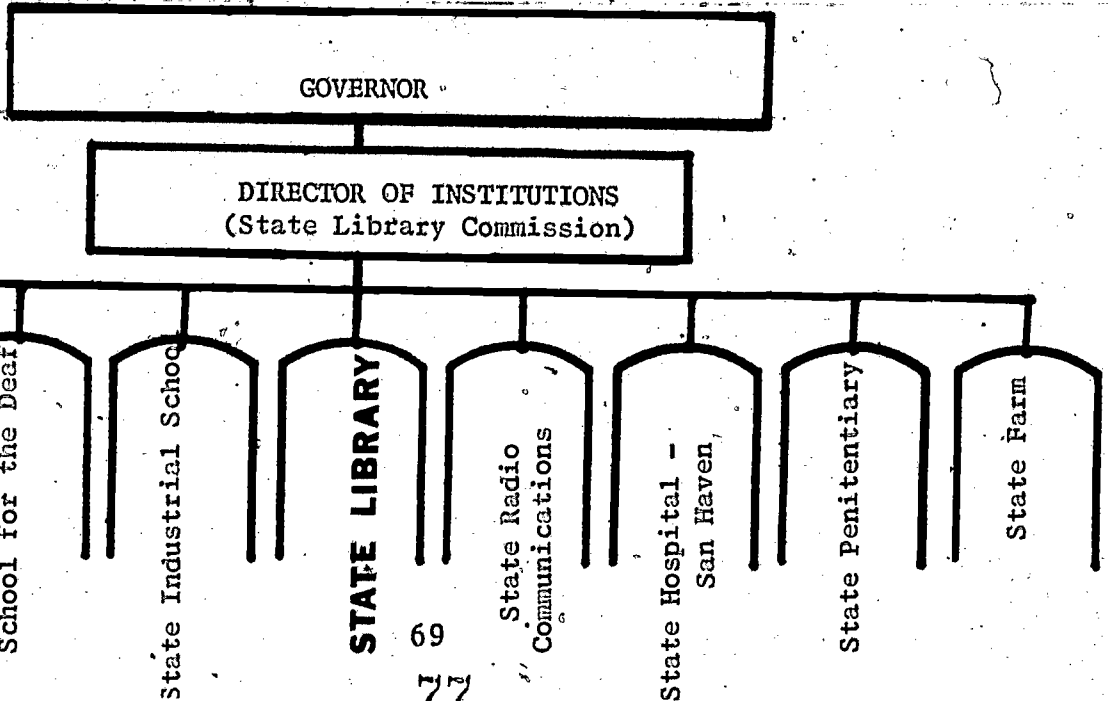 GOVERNOR
DIRECTOR OF INSTITUTIONS
(State Library Commission)
School for the Deaf
State Industrial School
STATE LIBRARY
State Radio
Communications
State Hospital -
San Haven
State Penitentiary
State Farm
69
77